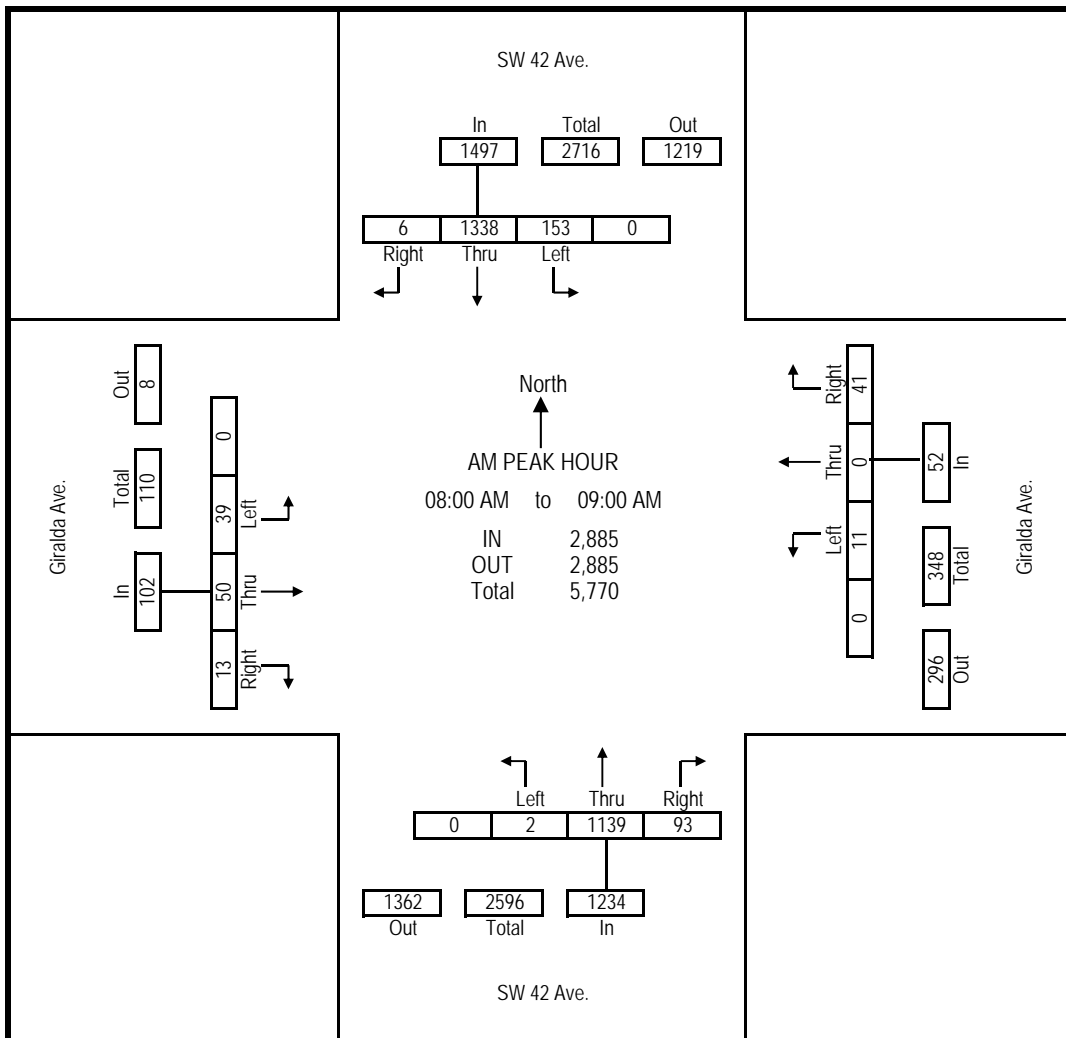 SW 42 Ave.
In Total Out
1497 2716 1219
6 1338 153 0
Right Thru Left
Out 8
Total 110
In 102
Giralda Ave.
0
39 Left
50 Thru
13 Right
North
AM PEAK HOUR
08:00 AM to 09:00 AM
IN 2,885
OUT 2,885
Total 5,770
Right 41
Thru 0
Left 11
0
52 In
348 Total
296 Out
Giralda Ave.
Left Thru Right
0 2 1139 93
1362 2596 1234
Out Total In
SW 42 Ave.